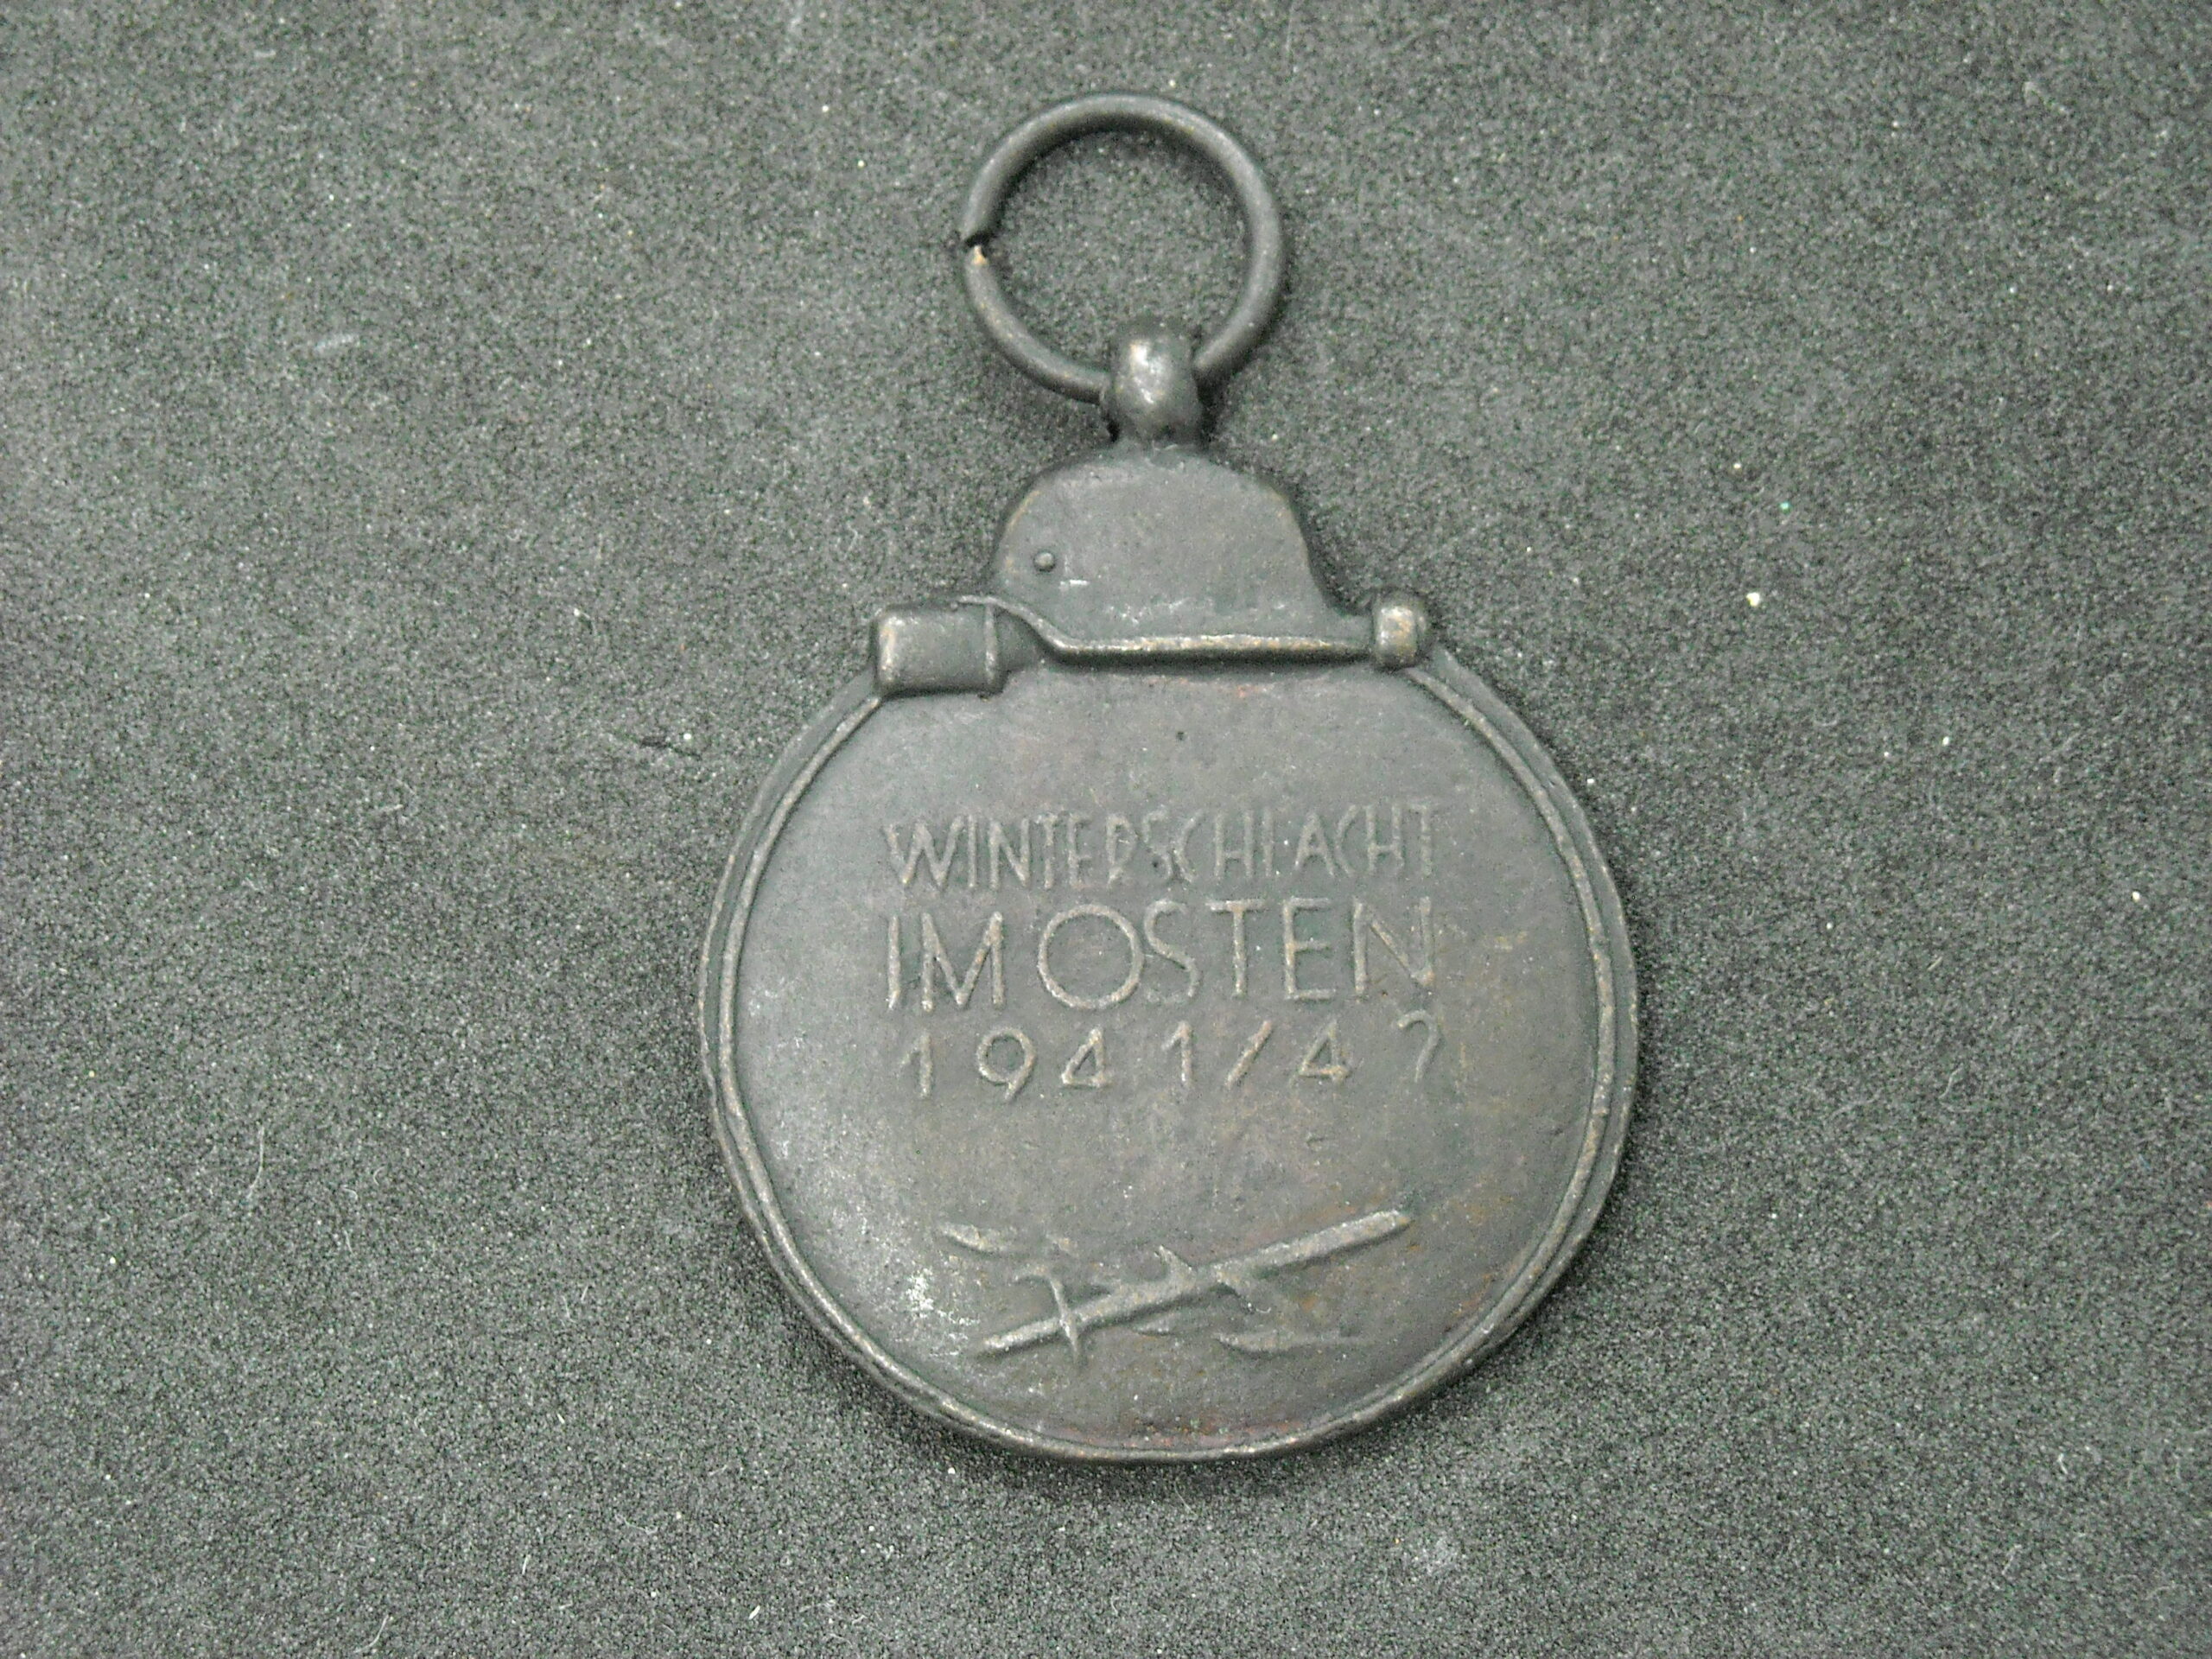 WINTERSCHLACHT
IM OSTEN
1941/42